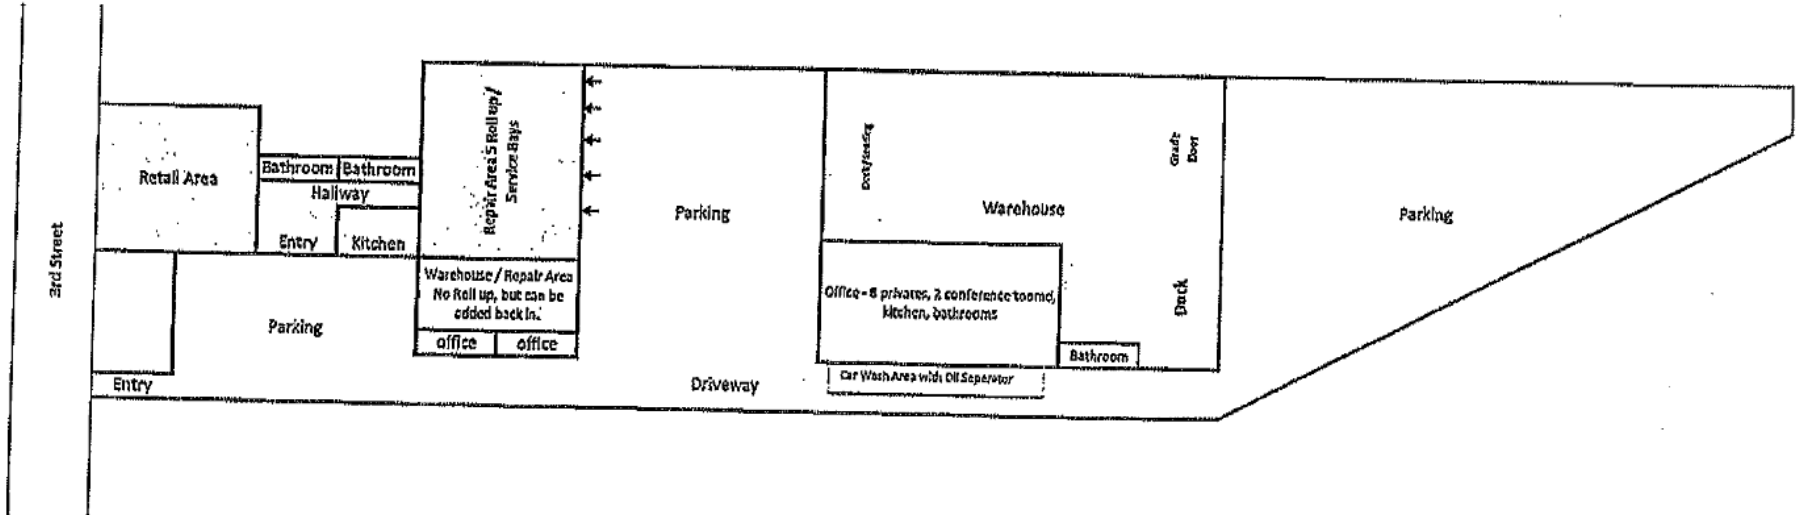 3rd Street
Retail Area
Bathroom
Bathroom
Hallway
Entry
Kitchen
Repair Area 5 Roll up /
Service Bays
Warehouse / Repair Area
No Roll up, but can be
added back in.
office
office
Parking
Entry
Parking
Driveway
Warehouse
Grade
Door
Dock
Office - 8 privates, 2 conference rooms,
kitchen, bathrooms
Bathroom
Car Wash Area with Oil Seperator
Parking